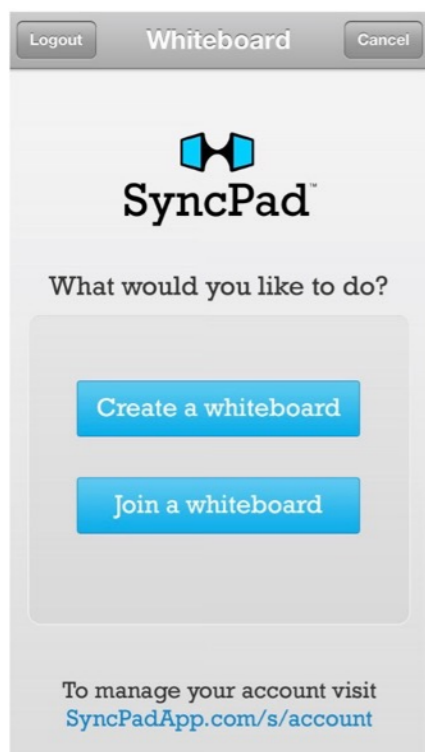 Logout Whiteboard Cancel
SyncPad™
What would you like to do?
Create a whiteboard
Join a whiteboard
To manage your account visit
SyncPadApp.com/s/account